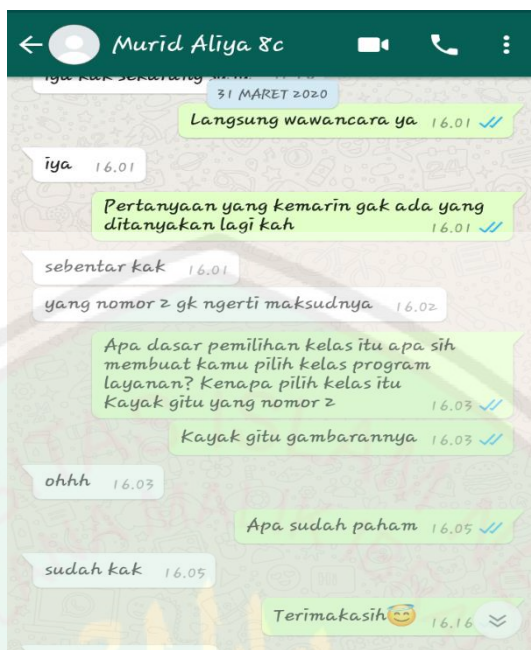 Murid Aliya 8c
iya kak sekarang
31 MARET 2020
Langsung wawancara ya 16.01
iya 16.01
Pertanyaan yang kemarin gak ada yang
ditanyakan lagi kah 16.01
sebentar kak 16.01
yang nomor 2 gk ngerti maksudnya 16.02
Apa dasar pemilihan kelas itu apa sih
membuat kamu pilih kelas program
layanan? Kenapa pilih kelas itu
Kayak gitu yang nomor 2 16.03
Kayak gitu gambarannya 16.03
ohhh 16.03
Apa sudah paham 16.05
sudah kak 16.05
Terimakasih😇 16.16